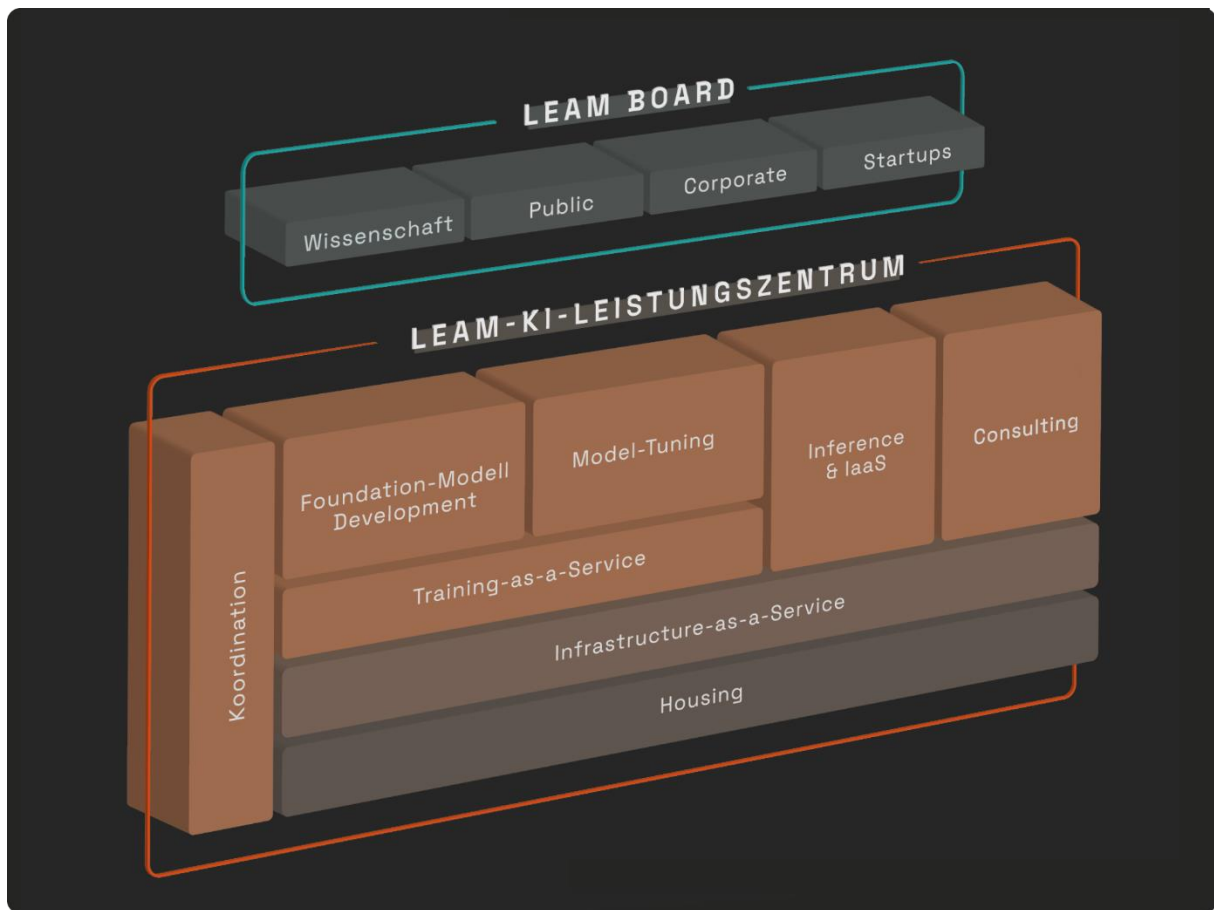 LEAM BOARD
Wissenschaft
Public
Corporate
Startups
LEAM-KI-LEISTUNGSZENTRUM
Koordination
Foundation-Modell
Development
Model-Tuning
Inference
& IaaS
Consulting
Training-as-a-Service
Infrastructure-as-a-Service
Housing